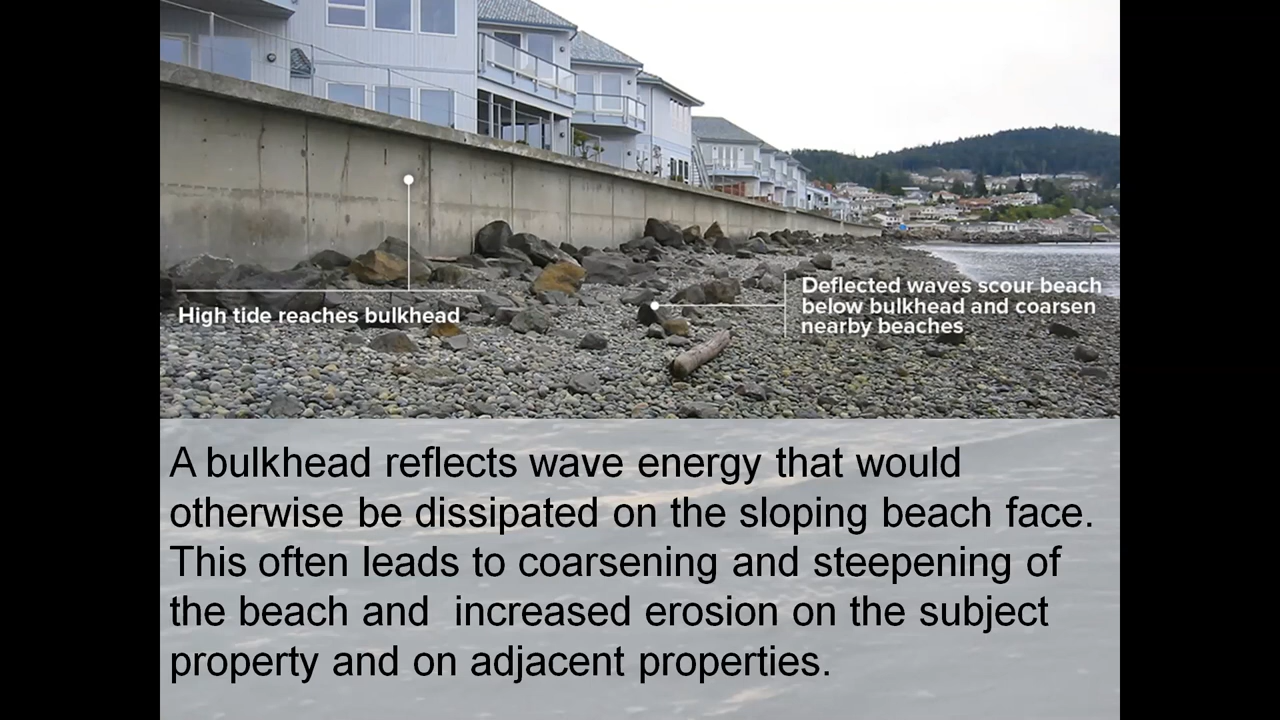 High tide reaches bulkhead
Deflected waves scour beach
below bulkhead and coarsen
nearby beaches
A bulkhead reflects wave energy that would
otherwise be dissipated on the sloping beach face.
This often leads to coarsening and steepening of
the beach and  increased erosion on the subject
property and on adjacent properties.